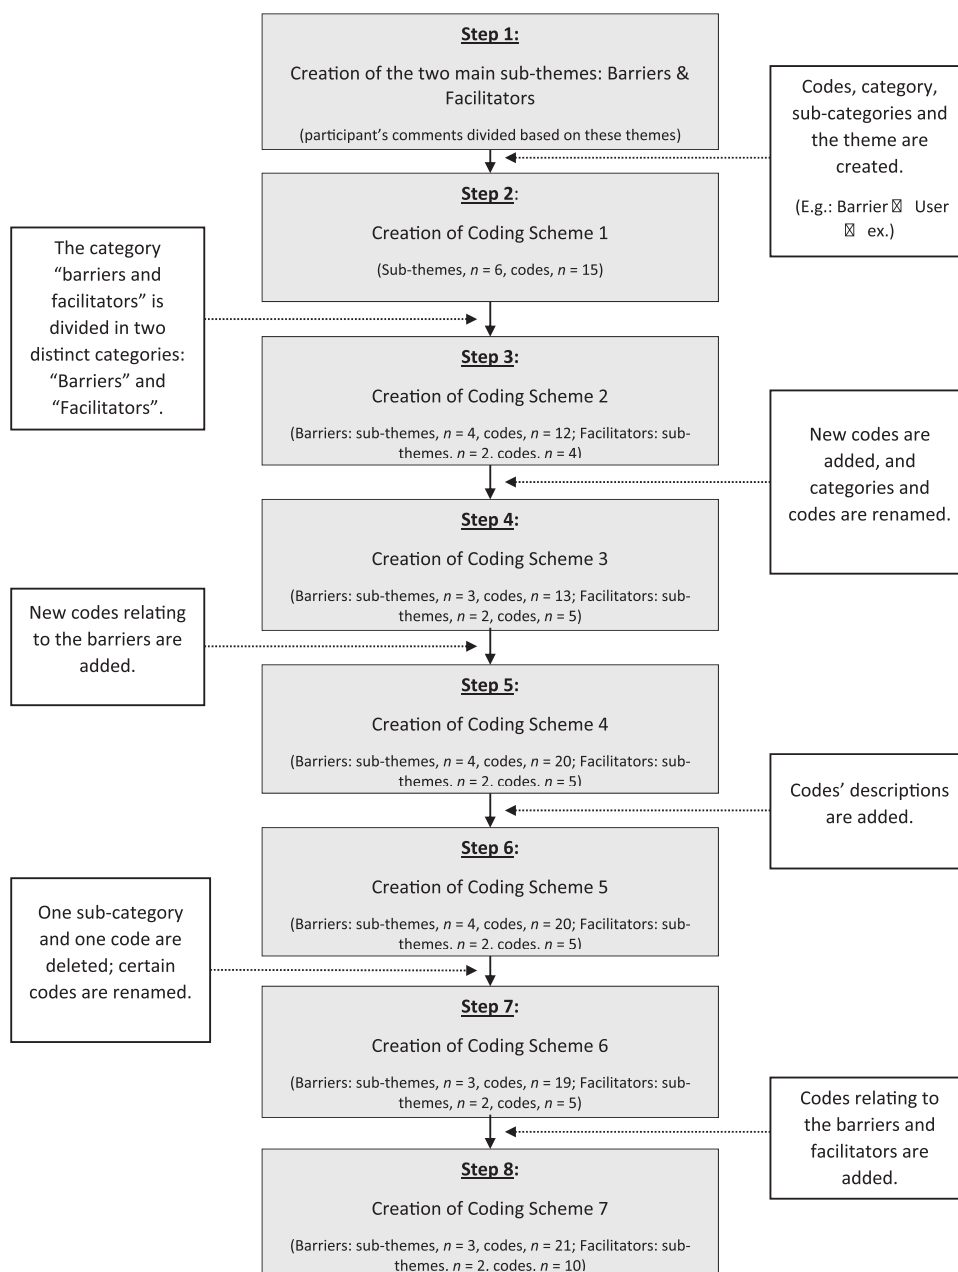 Step 1:
Creation of the two main sub-themes: Barriers &
Facilitators
(participant's comments divided based on these themes)
Codes, category,
sub-categories and
the theme are
created.
(E.g.: Barrier User
ex.)
Step 2:
Creation of Coding Scheme 1
(Sub-themes, n = 6, codes, n = 15)
The category
“barriers and
facilitators” is
divided in two
distinct categories:
“Barriers” and
“Facilitators”.
Step 3:
Creation of Coding Scheme 2
(Barriers: sub-themes, n = 4, codes, n = 12; Facilitators: sub-
themes, n = 2, codes, n = 4)
New codes are
added, and
categories and
codes are renamed.
Step 4:
Creation of Coding Scheme 3
(Barriers: sub-themes, n = 3, codes, n = 13; Facilitators: sub-
themes, n = 2, codes, n = 5)
New codes relating
to the barriers are
added.
Step 5:
Creation of Coding Scheme 4
(Barriers: sub-themes, n = 4, codes, n = 20; Facilitators: sub-
themes, n = 2, codes, n = 5)
Codes’ descriptions
are added.
Step 6:
Creation of Coding Scheme 5
(Barriers: sub-themes, n = 4, codes, n = 20; Facilitators: sub-
themes, n = 2, codes, n = 5)
One sub-category
and one code are
deleted; certain
codes are renamed.
Step 7:
Creation of Coding Scheme 6
(Barriers: sub-themes, n = 3, codes, n = 19; Facilitators: sub-
themes, n = 2, codes, n = 5)
Codes relating to
the barriers and
facilitators are
added.
Step 8:
Creation of Coding Scheme 7
(Barriers: sub-themes, n = 3, codes, n = 21; Facilitators: sub-
themes, n = 2, codes, n = 10)